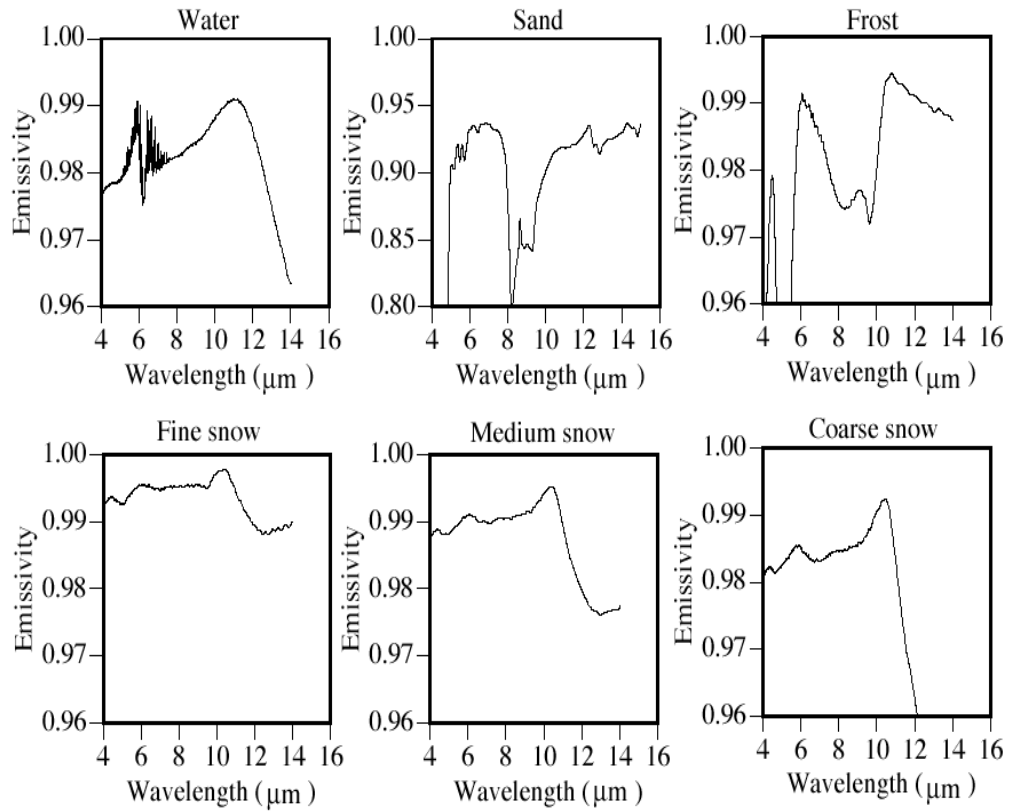 Water
Emissivity
1.00
0.99
0.98
0.97
0.96
4 6 8 10 12 14 16
Wavelength (μm )
Sand
Emissivity
1.00
0.95
0.90
0.85
0.80
4 6 8 10 12 14 16
Wavelength (μm )
Frost
Emissivity
1.00
0.99
0.98
0.97
0.96
4 6 8 10 12 14 16
Wavelength (μm )
Fine snow
Emissivity
1.00
0.99
0.98
0.97
0.96
4 6 8 10 12 14 16
Wavelength (μm )
Medium snow
Emissivity
1.00
0.99
0.98
0.97
0.96
4 6 8 10 12 14 16
Wavelength (μm )
Coarse snow
Emissivity
1.00
0.99
0.98
0.97
0.96
4 6 8 10 12 14 16
Wavelength (μm )